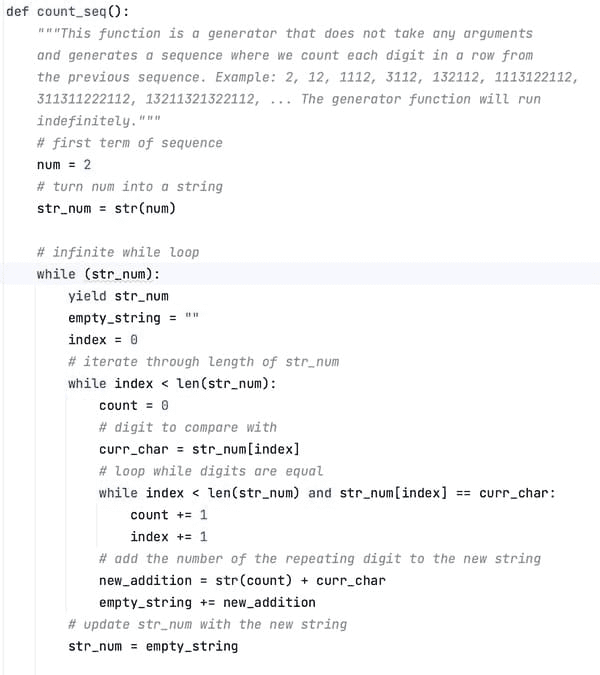 def count_seq():
"""This function is a generator that does not take any arguments
and generates a sequence where we count each digit in a row from
the previous sequence. Example: 2, 12, 1112, 3112, 132112, 1113122112,
311311222112, 13211321322112, ... The generator function will run
indefinitely."""
# first term of sequence
num = 2
# turn num into a string
str_num = str(num)
# infinite while loop
while (str_num):
yield str_num
empty_string = ""
index = 0
# iterate through length of str_num
while index < len(str_num):
count = 0
# digit to compare with
curr_char = str_num[index]
# loop while digits are equal
while index < len(str_num) and str_num[index] == curr_char:
count += 1
index += 1
# add the number of the repeating digit to the new string
new_addition = str(count) + curr_char
empty_string += new_addition
# update str_num with the new string
str_num = empty_string